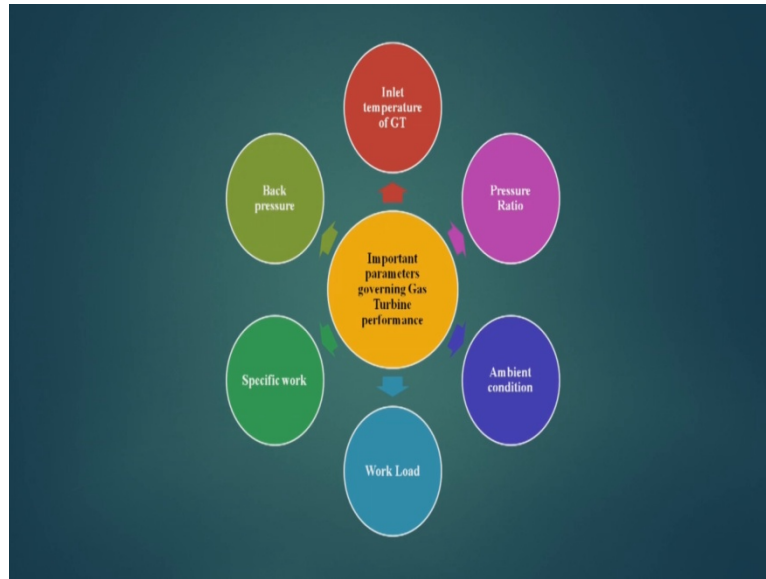 Inlet
temperature
of GT
Pressure
Ratio
Ambient
condition
Work Load
Specific work
Back
pressure
Important
parameters
governing Gas
Turbine
performance